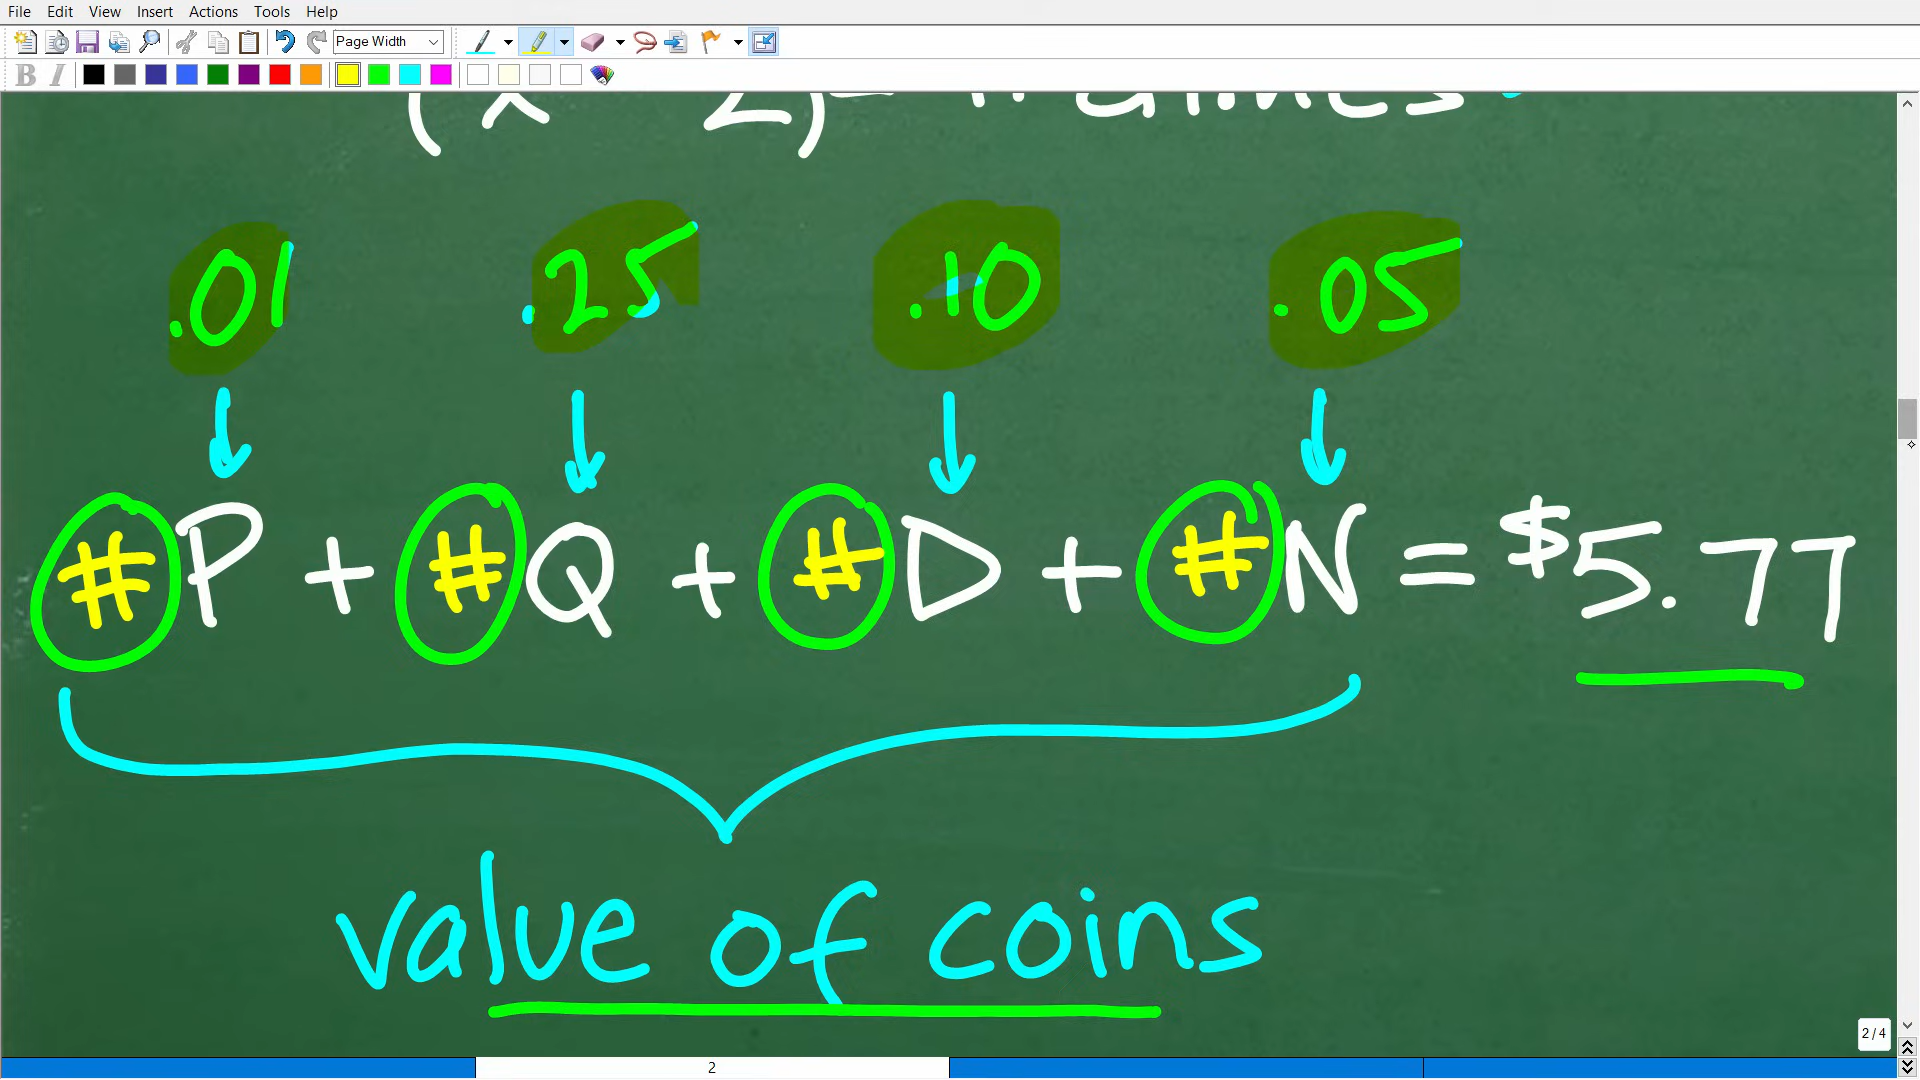 File Edit View Insert Actions Tools Help
Page Width
B I
(x - 2) =
.01 .25 .10 .05
#P + #Q + #D + #N = $5.77
value of coins
2 / 4
2